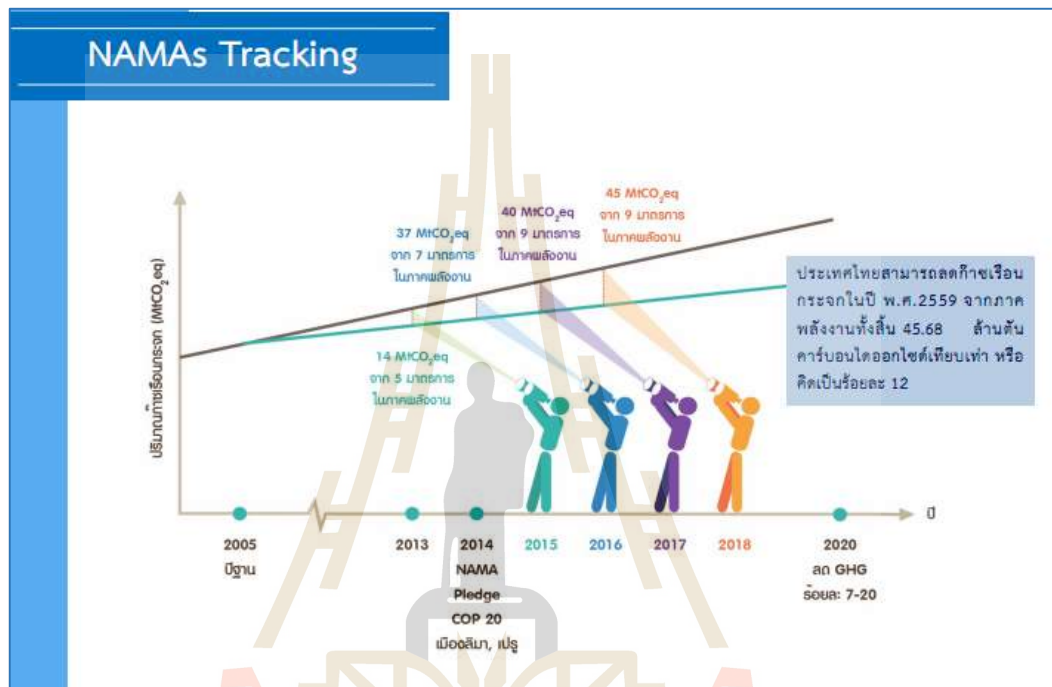 NAMAs Tracking
ปริมาณก๊าซเรือนกระจก (MtCO₂eq)
45 MtCO₂eq
จาก 9 มาตรการ
ในภาคพลังงาน
40 MtCO₂eq
จาก 9 มาตรการ
ในภาคพลังงาน
37 MtCO₂eq
จาก 7 มาตรการ
ในภาคพลังงาน
14 MtCO₂eq
จาก 5 มาตรการ
ในภาคพลังงาน
ประเทศไทยสามารถลดก๊าซเรือน
กระจกในปี พ.ศ.2559 จากภาค
พลังงานทั้งสิ้น 45.68 ล้านตัน
คาร์บอนไดออกไซด์เทียบเท่า หรือ
คิดเป็นร้อยละ 12
ปี
2005
ปีฐาน
2013
2014
NAMA
Pledge
COP 20
เมืองลิมา, เปรู
2015
2016
2017
2018
2020
ลด GHG
ร้อยละ 7-20